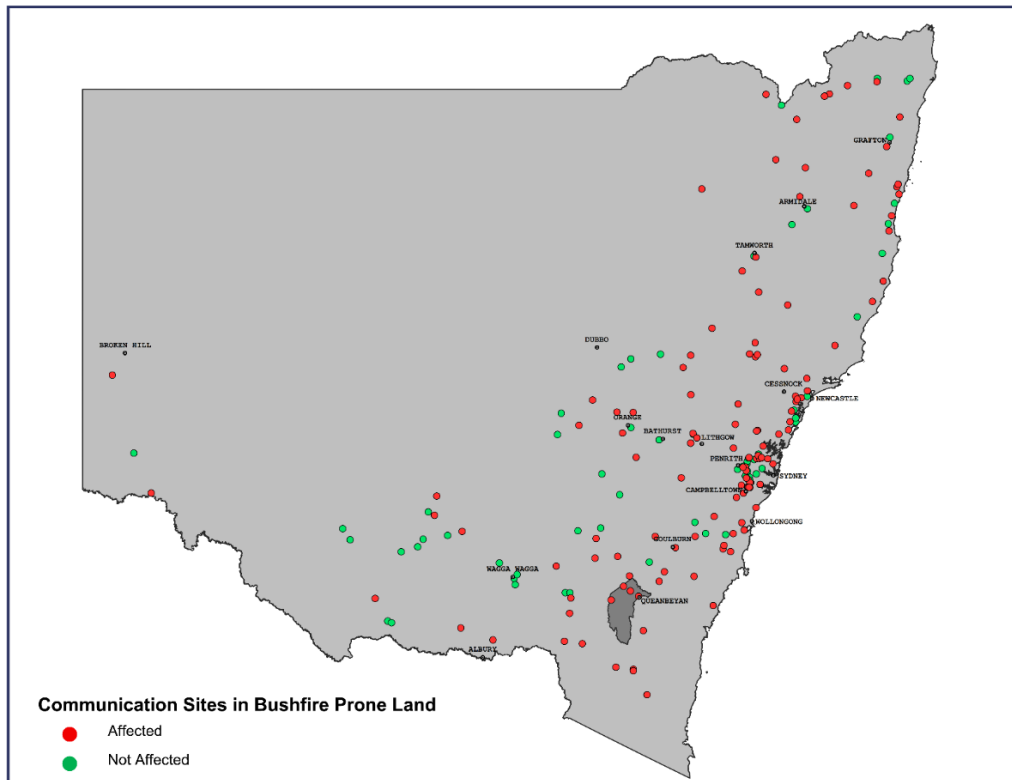 GRAFTON
ARMIDALE
TAMWORTH
BROKEN HILL
DUBBO
CESSNOCK
NEWCASTLE
ORANGE
BATHURST
LITHGOW
PENRITH
SYDNEY
CAMPBELLTOWN
WOLLONGONG
GOULBURN
WAGGA WAGGA
QUEANBEYAN
ALBURY
Communication Sites in Bushfire Prone Land
Affected
Not Affected